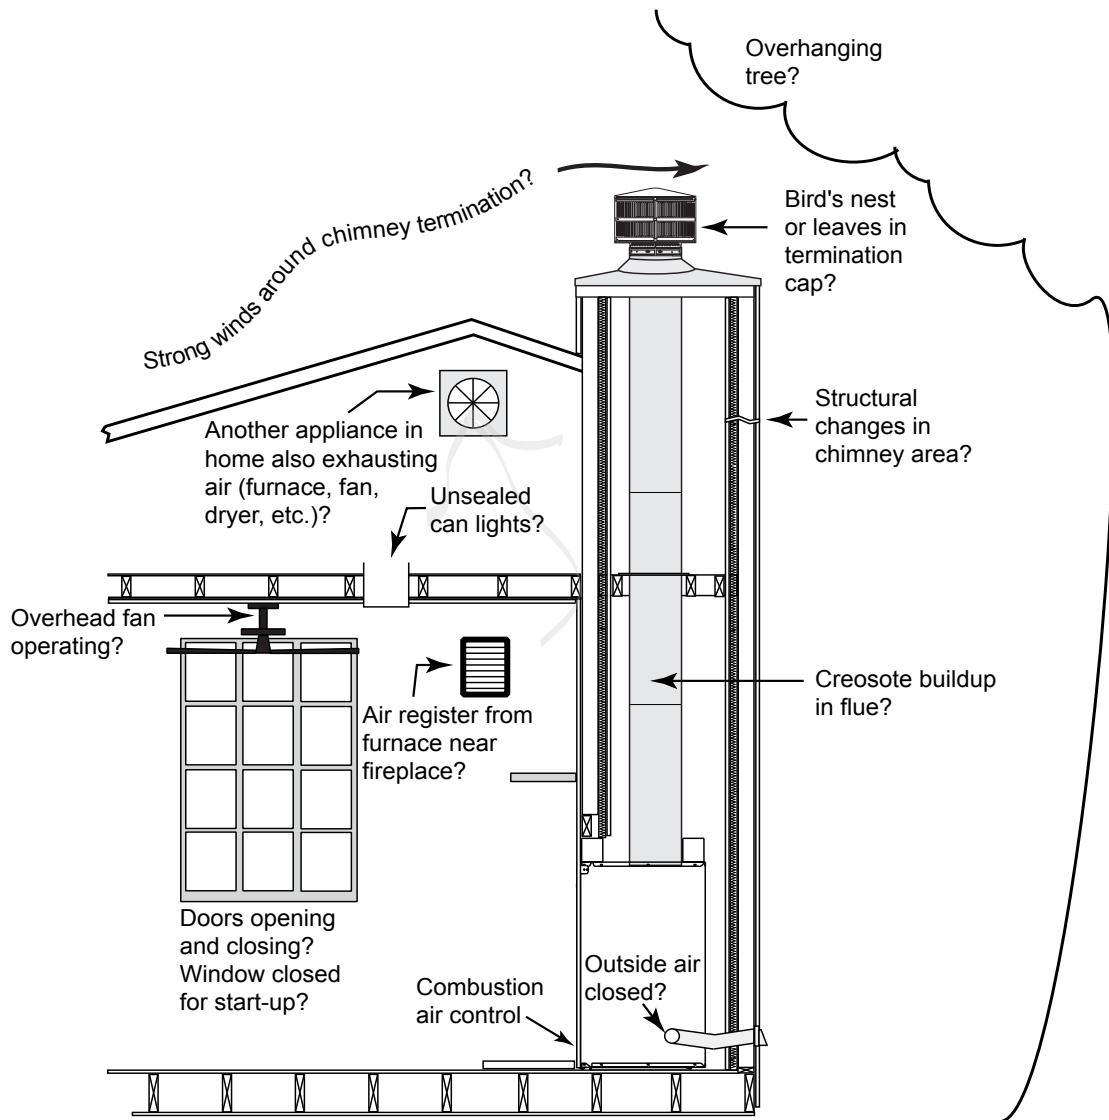 Overhanging
tree?
Strong winds around chimney termination?
Bird's nest
or leaves in
termination
cap?
Structural
changes in
chimney area?
Another appliance in
home also exhausting
air (furnace, fan,
dryer, etc.)?
Unsealed
can lights?
Overhead fan
operating?
Air register from
furnace near
fireplace?
Creosote buildup
in flue?
Doors opening
and closing?
Window closed
for start-up?
Combustion
air control
Outside air
closed?